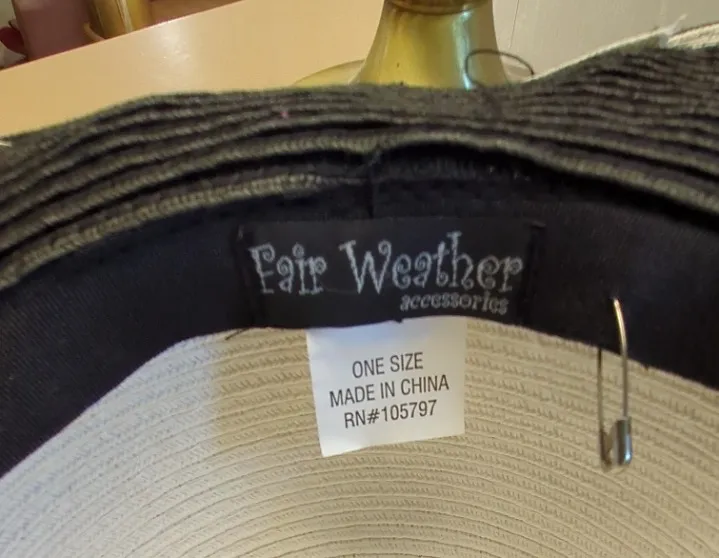 Fair Weather
accessories
ONE SIZE
MADE IN CHINA
RN#105797